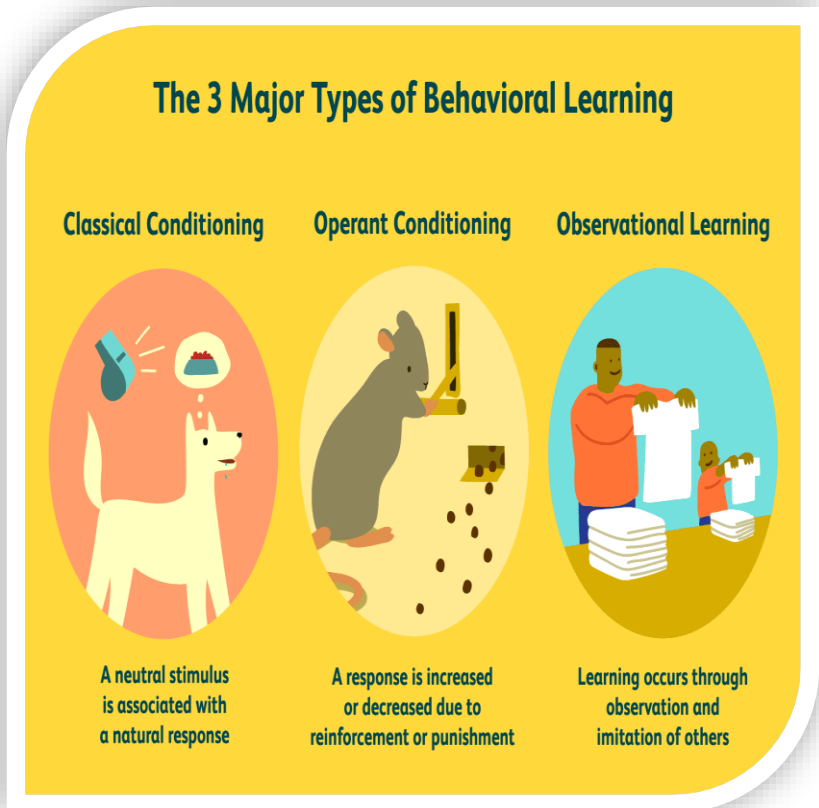 The 3 Major Types of Behavioral Learning
Classical Conditioning
A neutral stimulus
is associated with
a natural response
Operant Conditioning
A response is increased
or decreased due to
reinforcement or punishment
Observational Learning
Learning occurs through
observation and
imitation of others